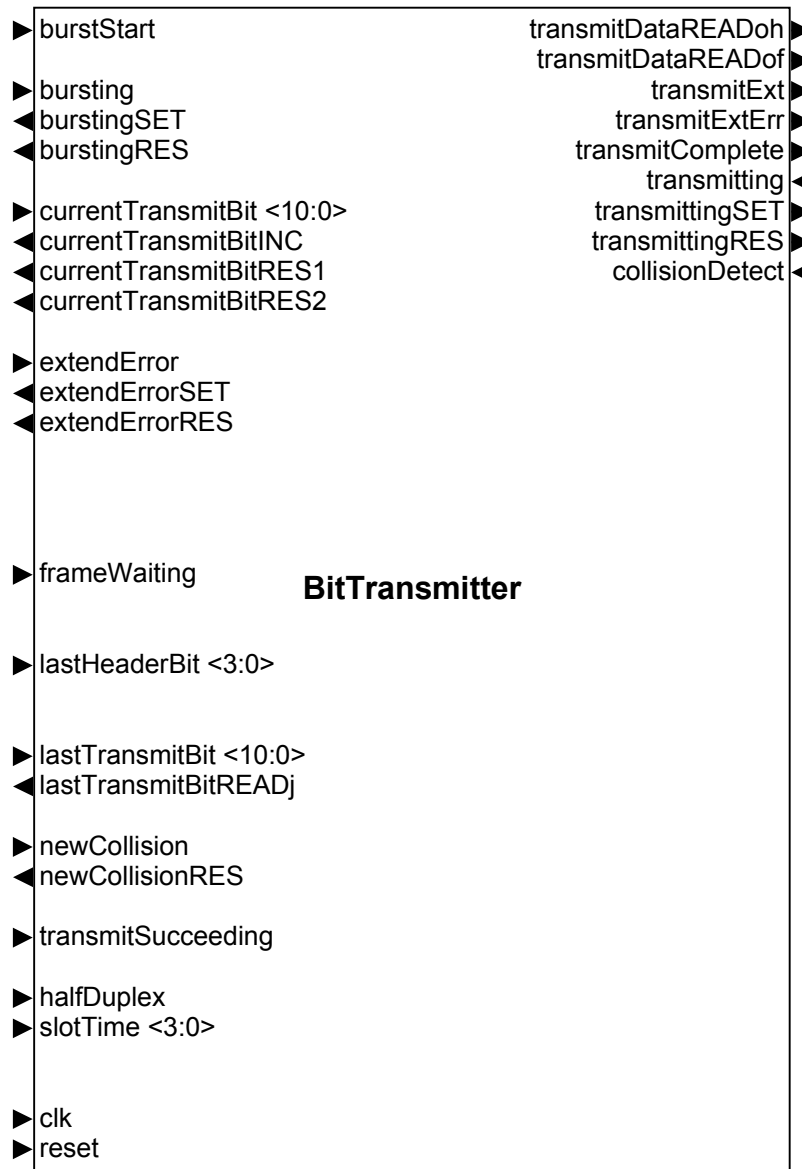 burstStart
bursting
burstingSET
burstingRES
currentTransmitBit <10:0>
currentTransmitBitINC
currentTransmitBitRES1
currentTransmitBitRES2
extendError
extendErrorSET
extendErrorRES
frameWaiting
lastHeaderBit <3:0>
lastTransmitBit <10:0>
lastTransmitBitREADj
newCollision
newCollisionRES
transmitSucceeding
halfDuplex
slotTime <3:0>
clk
reset
BitTransmitter
transmitDataREADoh
transmitDataREADof
transmitExt
transmitExtErr
transmitComplete
transmitting
transmittingSET
transmittingRES
collisionDetect